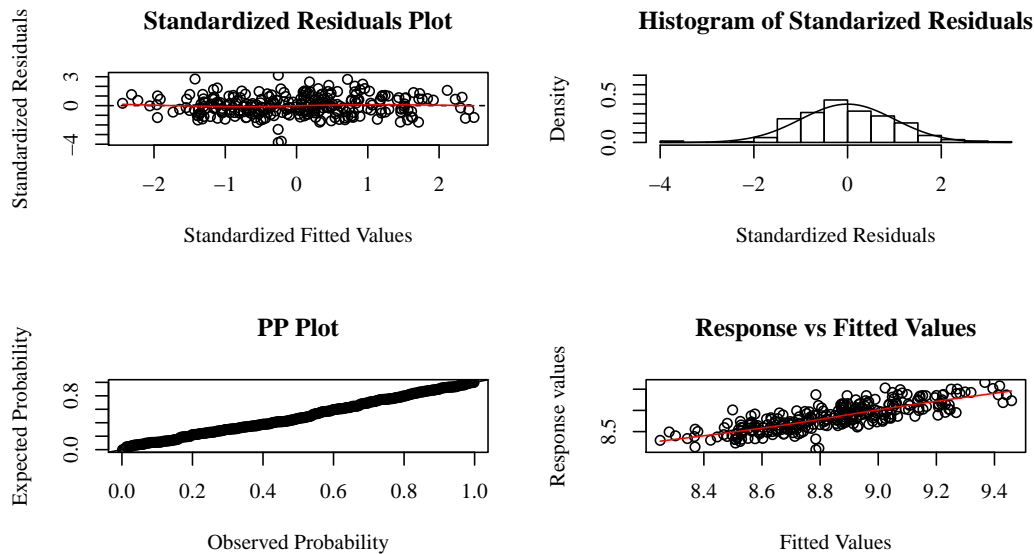 Standardized Residuals Plot
Standardized Residuals
3
0
−4
−2 −1 0 1 2
Standardized Fitted Values
Histogram of Standarized Residuals
Density
0.5
0.0
−4 −2 0 2
Standardized Residuals
PP Plot
Expected Probability
0.8
0.0
0.0 0.2 0.4 0.6 0.8 1.0
Observed Probability
Response vs Fitted Values
Response values
8.5
8.4 8.6 8.8 9.0 9.2 9.4
Fitted Values